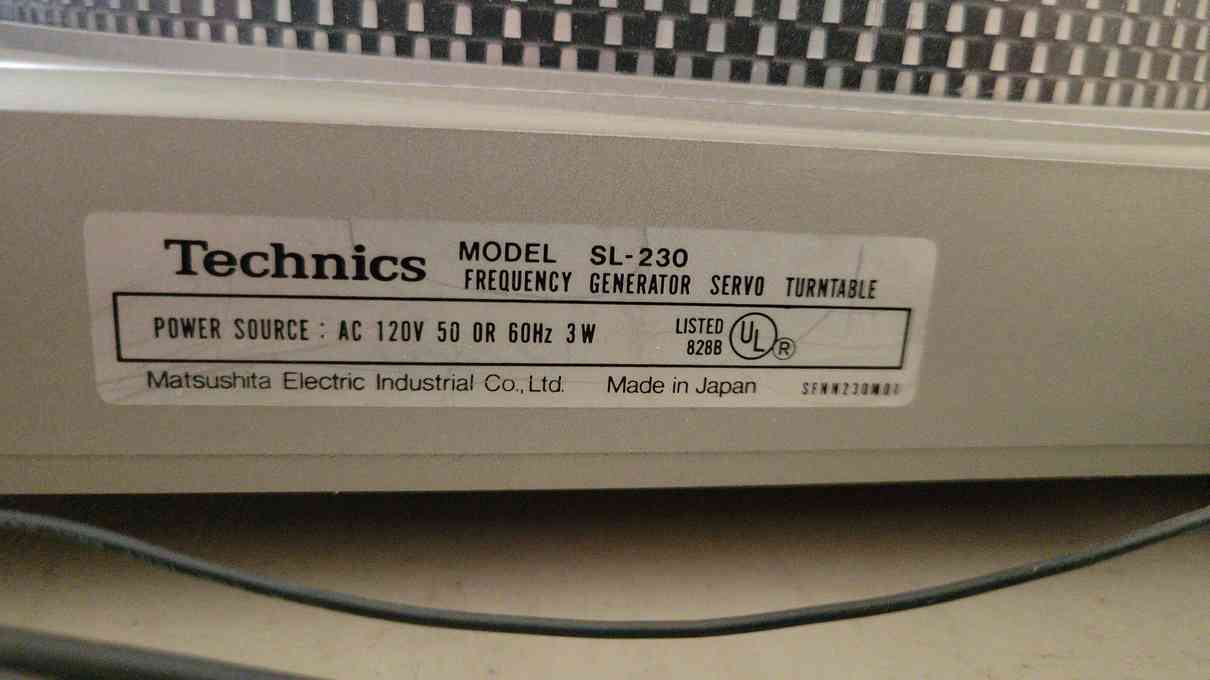 Technics MODEL SL-230
FREQUENCY GENERATOR SERVO TURNTABLE
POWER SOURCE : AC 120V 50 OR 60Hz 3W
LISTED
828B UL ®
Matsushita Electric Industrial Co., Ltd. Made in Japan SFNN230M01